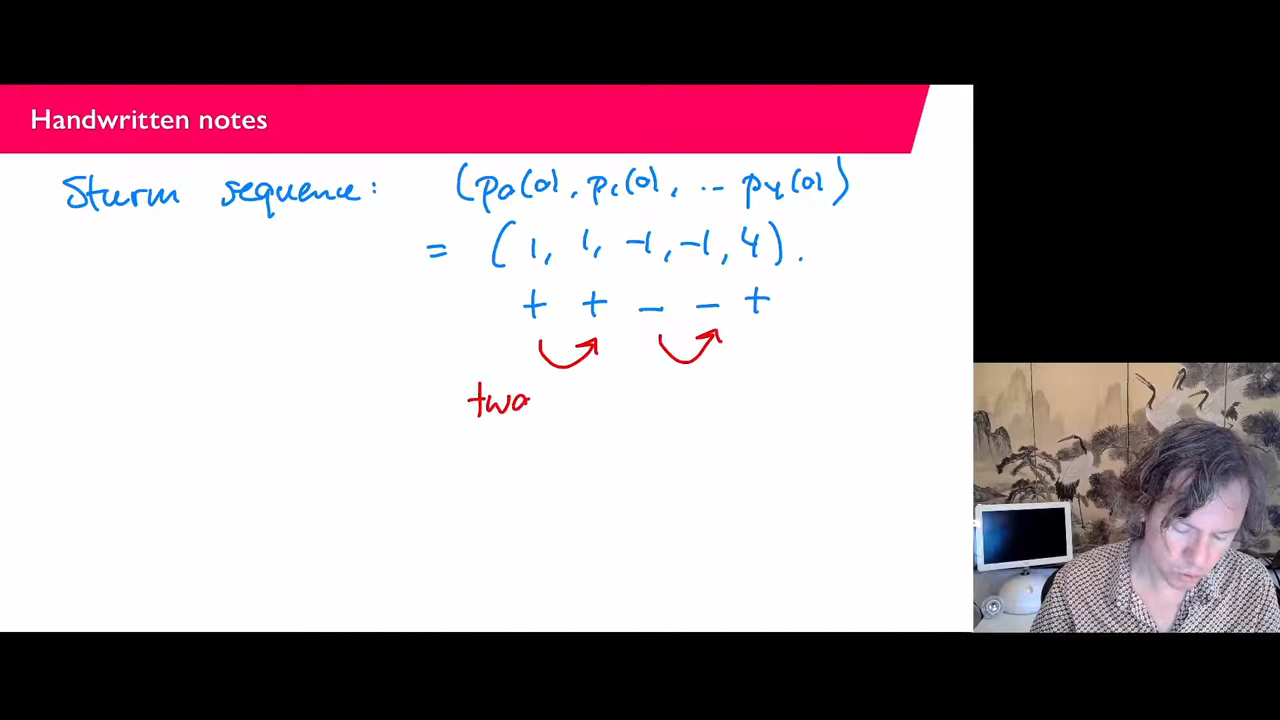 Handwritten notes
Sturm sequence: (p0(0), p1(0), ... p4(0))
= (1, 1, -1, -1, 4).
+ + - - +
two